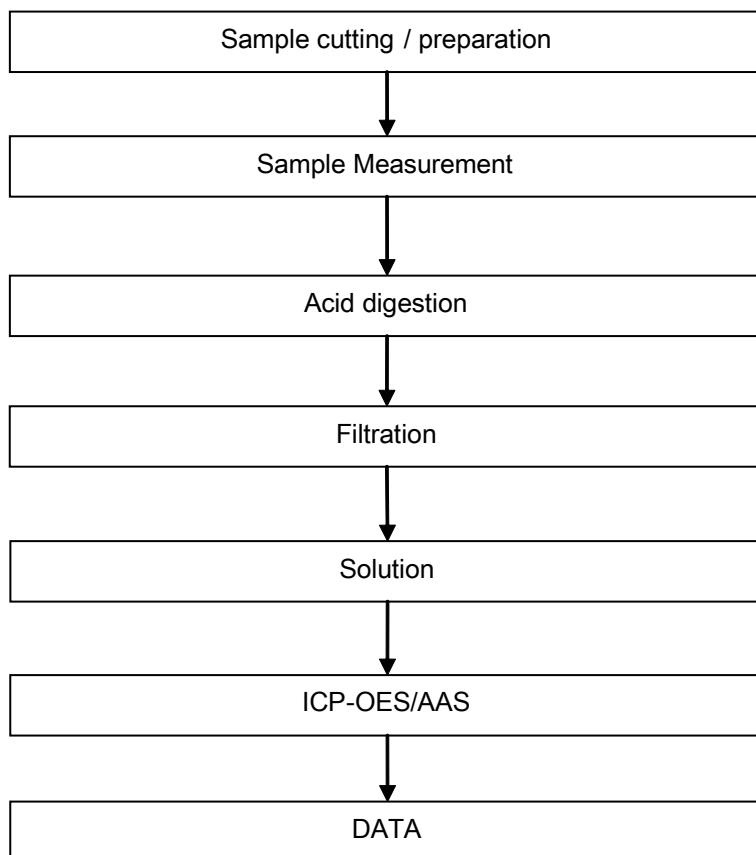 Sample cutting / preparation
Sample Measurement
Acid digestion
Filtration
Solution
ICP-OES/AAS
DATA